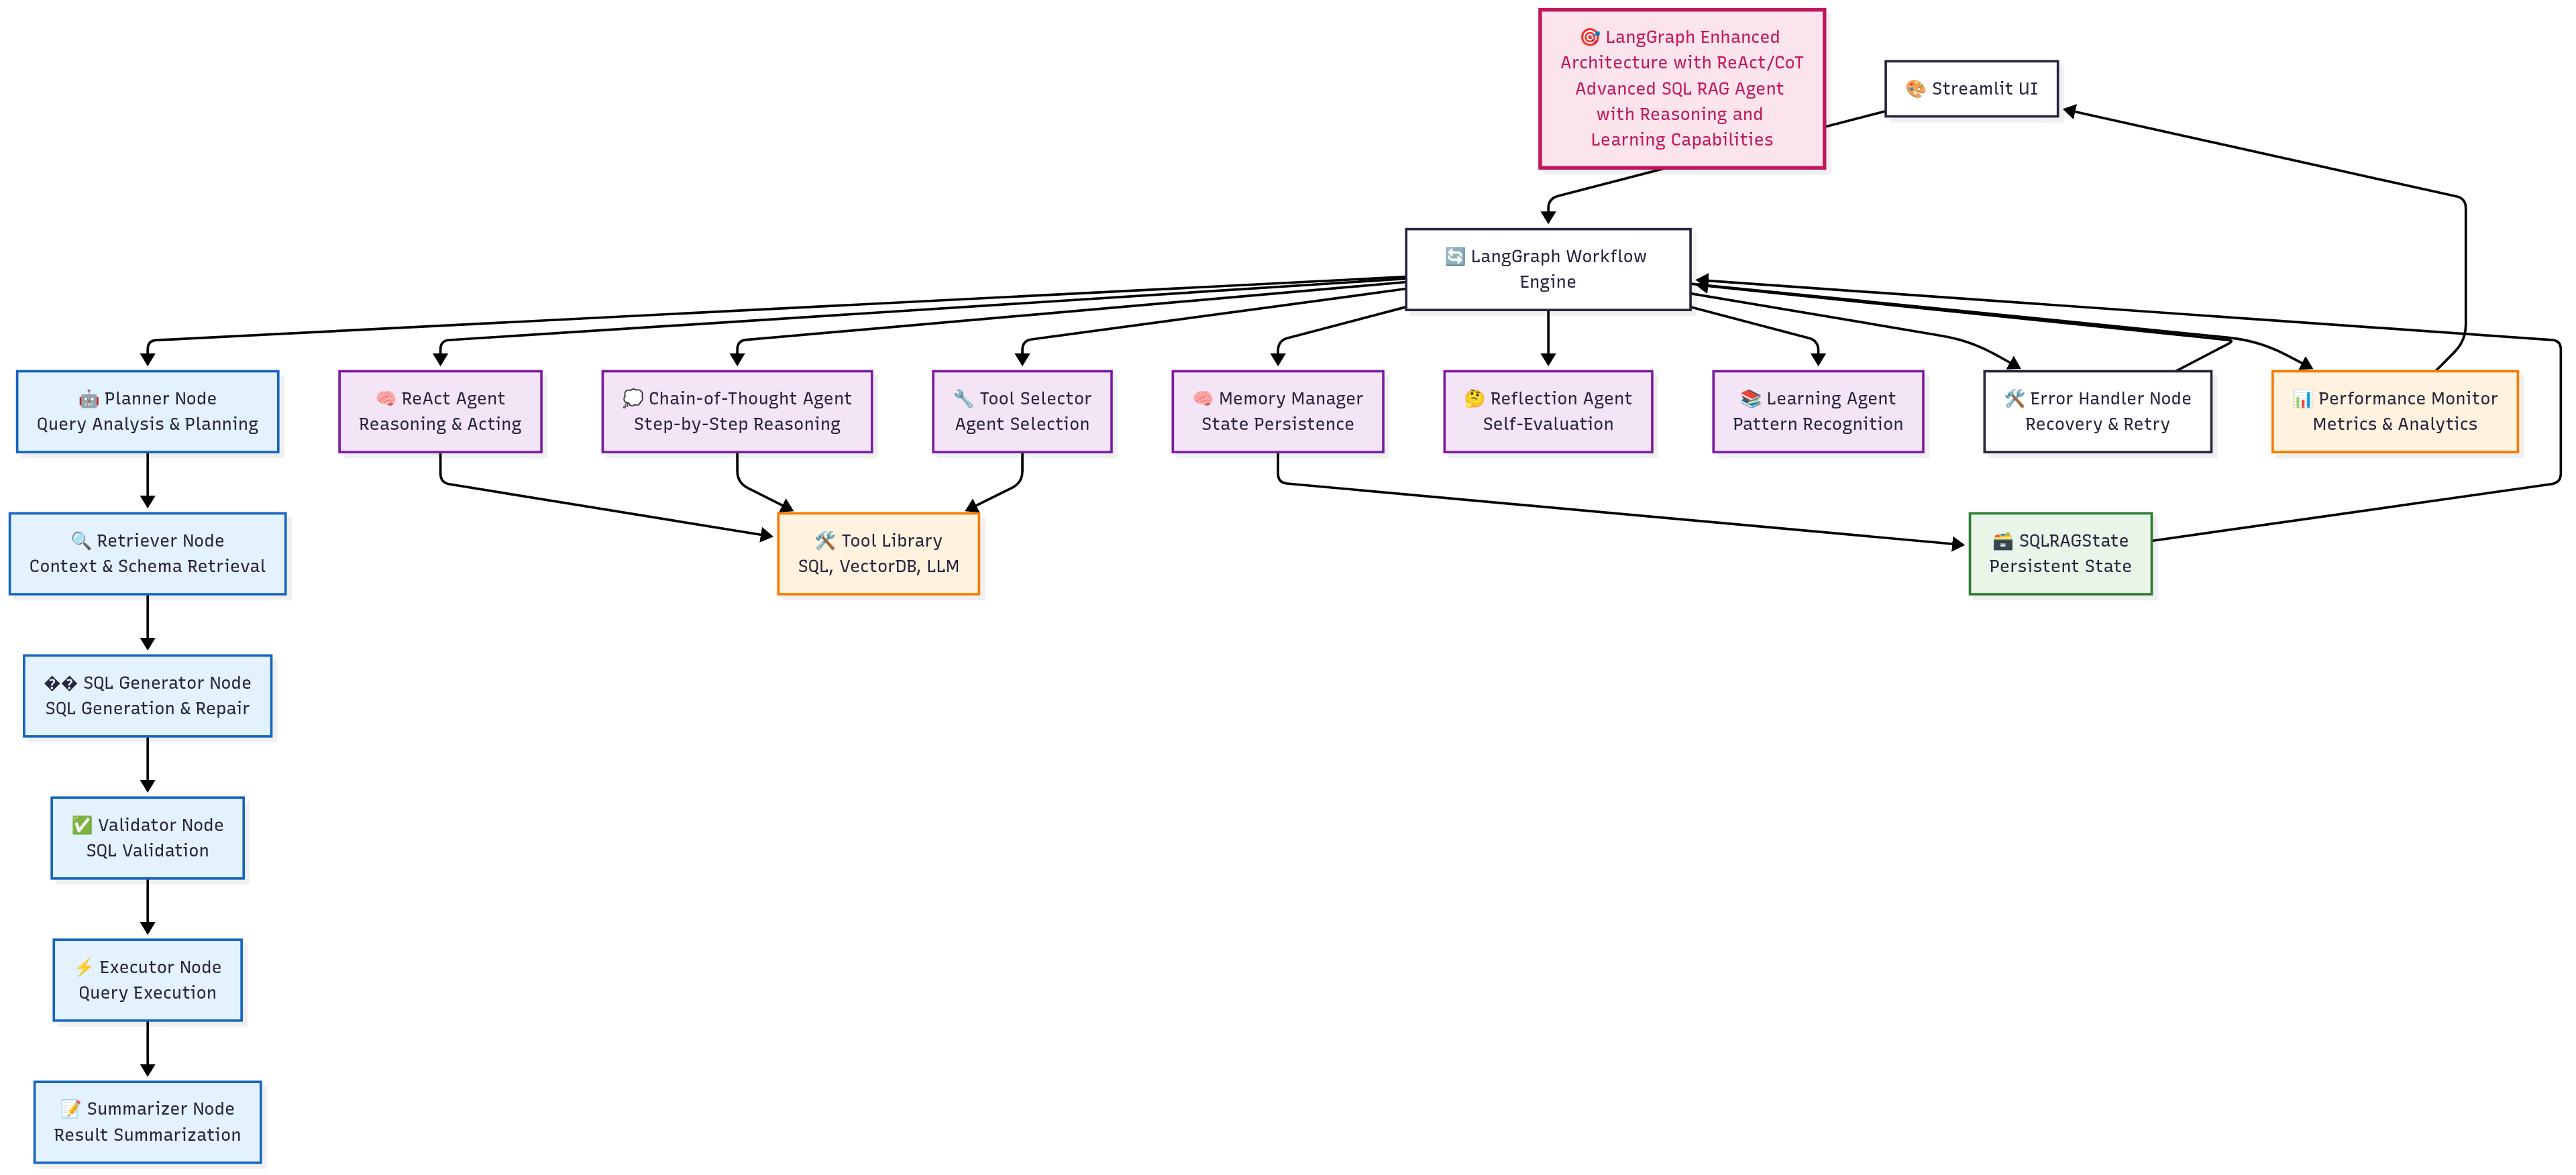 🎯 LangGraph Enhanced
Architecture with ReAct/CoT
Advanced SQL RAG Agent
with Reasoning and
Learning Capabilities
🎨 Streamlit UI
🔄 LangGraph Workflow
Engine
🤖 Planner Node
Query Analysis & Planning
🧠 ReAct Agent
Reasoning & Acting
💭 Chain-of-Thought Agent
Step-by-Step Reasoning
🔧 Tool Selector
Agent Selection
🧠 Memory Manager
State Persistence
🤔 Reflection Agent
Self-Evaluation
📚 Learning Agent
Pattern Recognition
🛠️ Error Handler Node
Recovery & Retry
📊 Performance Monitor
Metrics & Analytics
🔍 Retriever Node
Context & Schema Retrieval
🛠️ Tool Library
SQL, VectorDB, LLM
🗃️ SQLRAGState
Persistent State
�� SQL Generator Node
SQL Generation & Repair
✅ Validator Node
SQL Validation
⚡ Executor Node
Query Execution
📝 Summarizer Node
Result Summarization